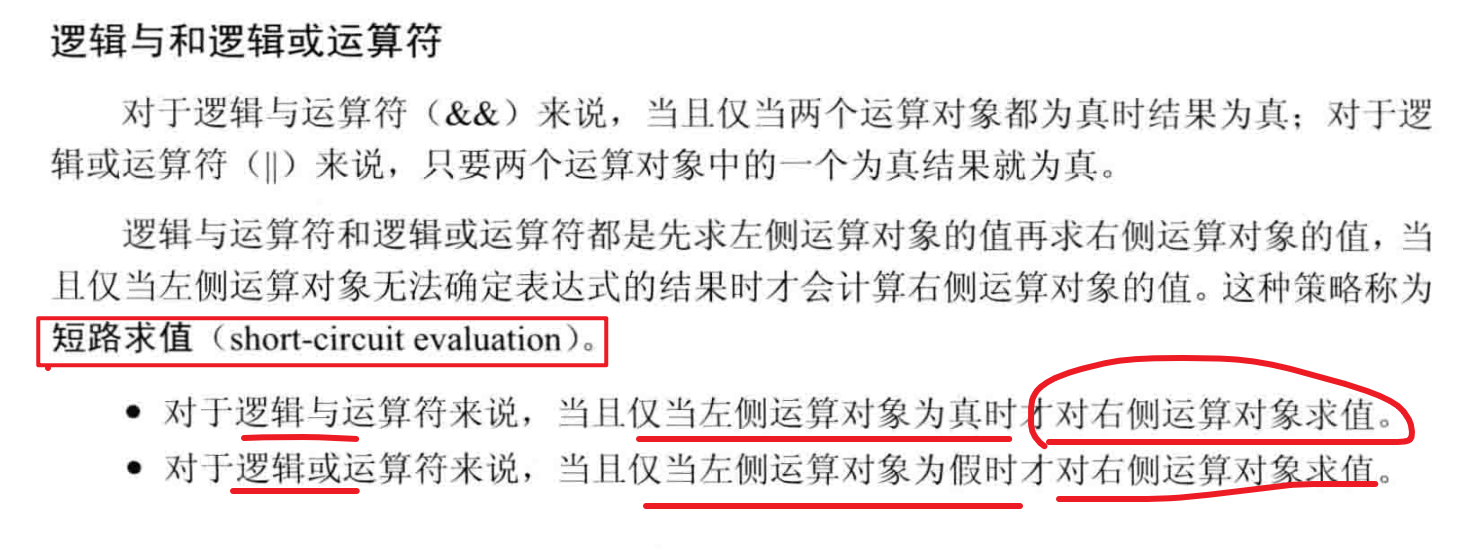 逻辑与和逻辑或运算符
对于逻辑与运算符（&&）来说，当且仅当两个运算对象都为真时结果为真；对于逻
辑或运算符（||）来说，只要两个运算对象中的一个为真结果就为真。
逻辑与运算符和逻辑或运算符都是先求左侧运算对象的值再求右侧运算对象的值，当
且仅当左侧运算对象无法确定表达式的结果时才会计算右侧运算对象的值。这种策略称为
短路求值（short-circuit evaluation）。
● 对于逻辑与运算符来说，当且仅当左侧运算对象为真时才对右侧运算对象求值。
● 对于逻辑或运算符来说，当且仅当左侧运算对象为假时才对右侧运算对象求值。